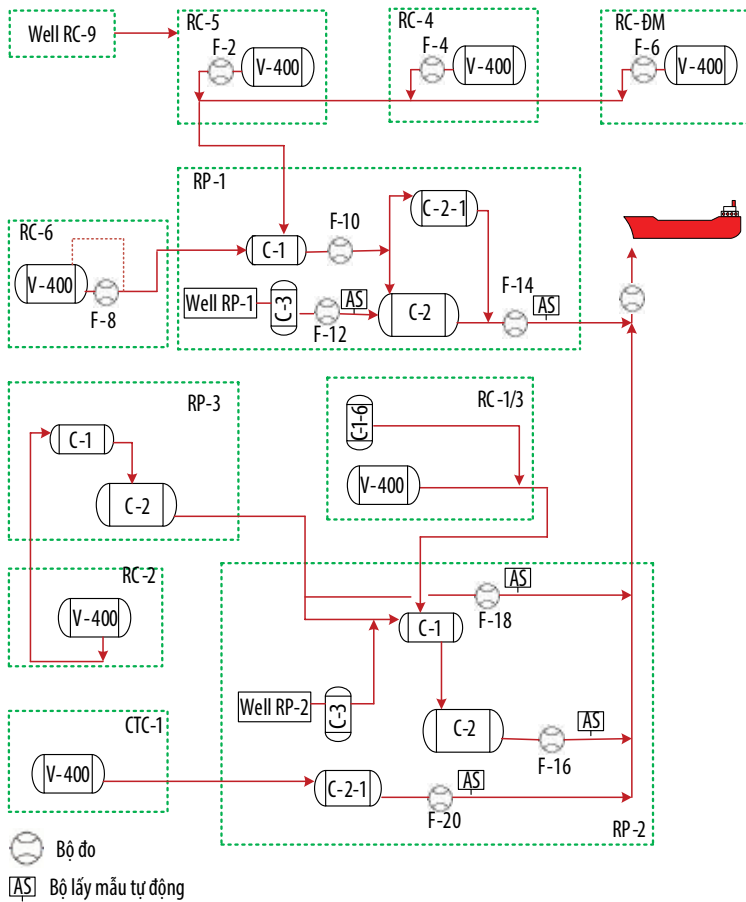 Well RC-9
RC-5
F-2
V-400
RC-4
F-4
V-400
RC-ĐM
F-6
V-400
RP-1
C-2-1
F-10
C-1
RC-6
V-400
F-8
Well RP-1
C-3
F-12
AS
C-2
F-14
AS
RP-3
C-1
C-2
RC-1/3
C-1-6
V-400
RC-2
V-400
AS
F-18
C-1
Well RP-2
C-3
C-2
AS
F-16
CTC-1
V-400
C-2-1
AS
F-20
RP-2
Bộ đo
AS Bộ lấy mẫu tự động